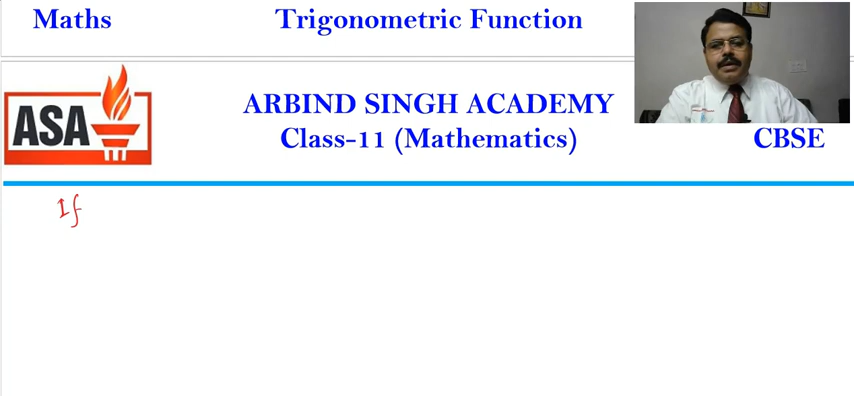 Maths Trigonometric Function
ASA
ARBIND SINGH ACADEMY
Class-11 (Mathematics) CBSE
If